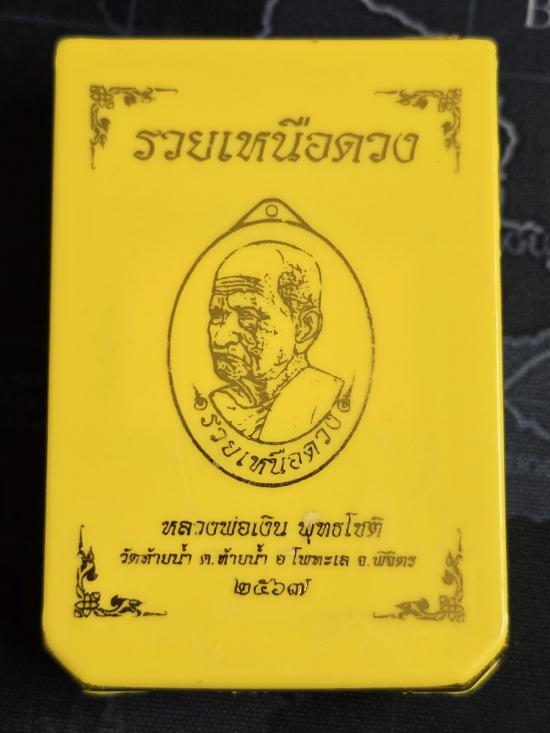 รวยเหนือดวง
รวยเหนือดวง
หลวงพ่อเงิน พุทธโชติ
วัดท้ายน้ำ ต.ท้ายน้ำ อ โพทะเล จ.พิจิตร
๒๕๖๗
B